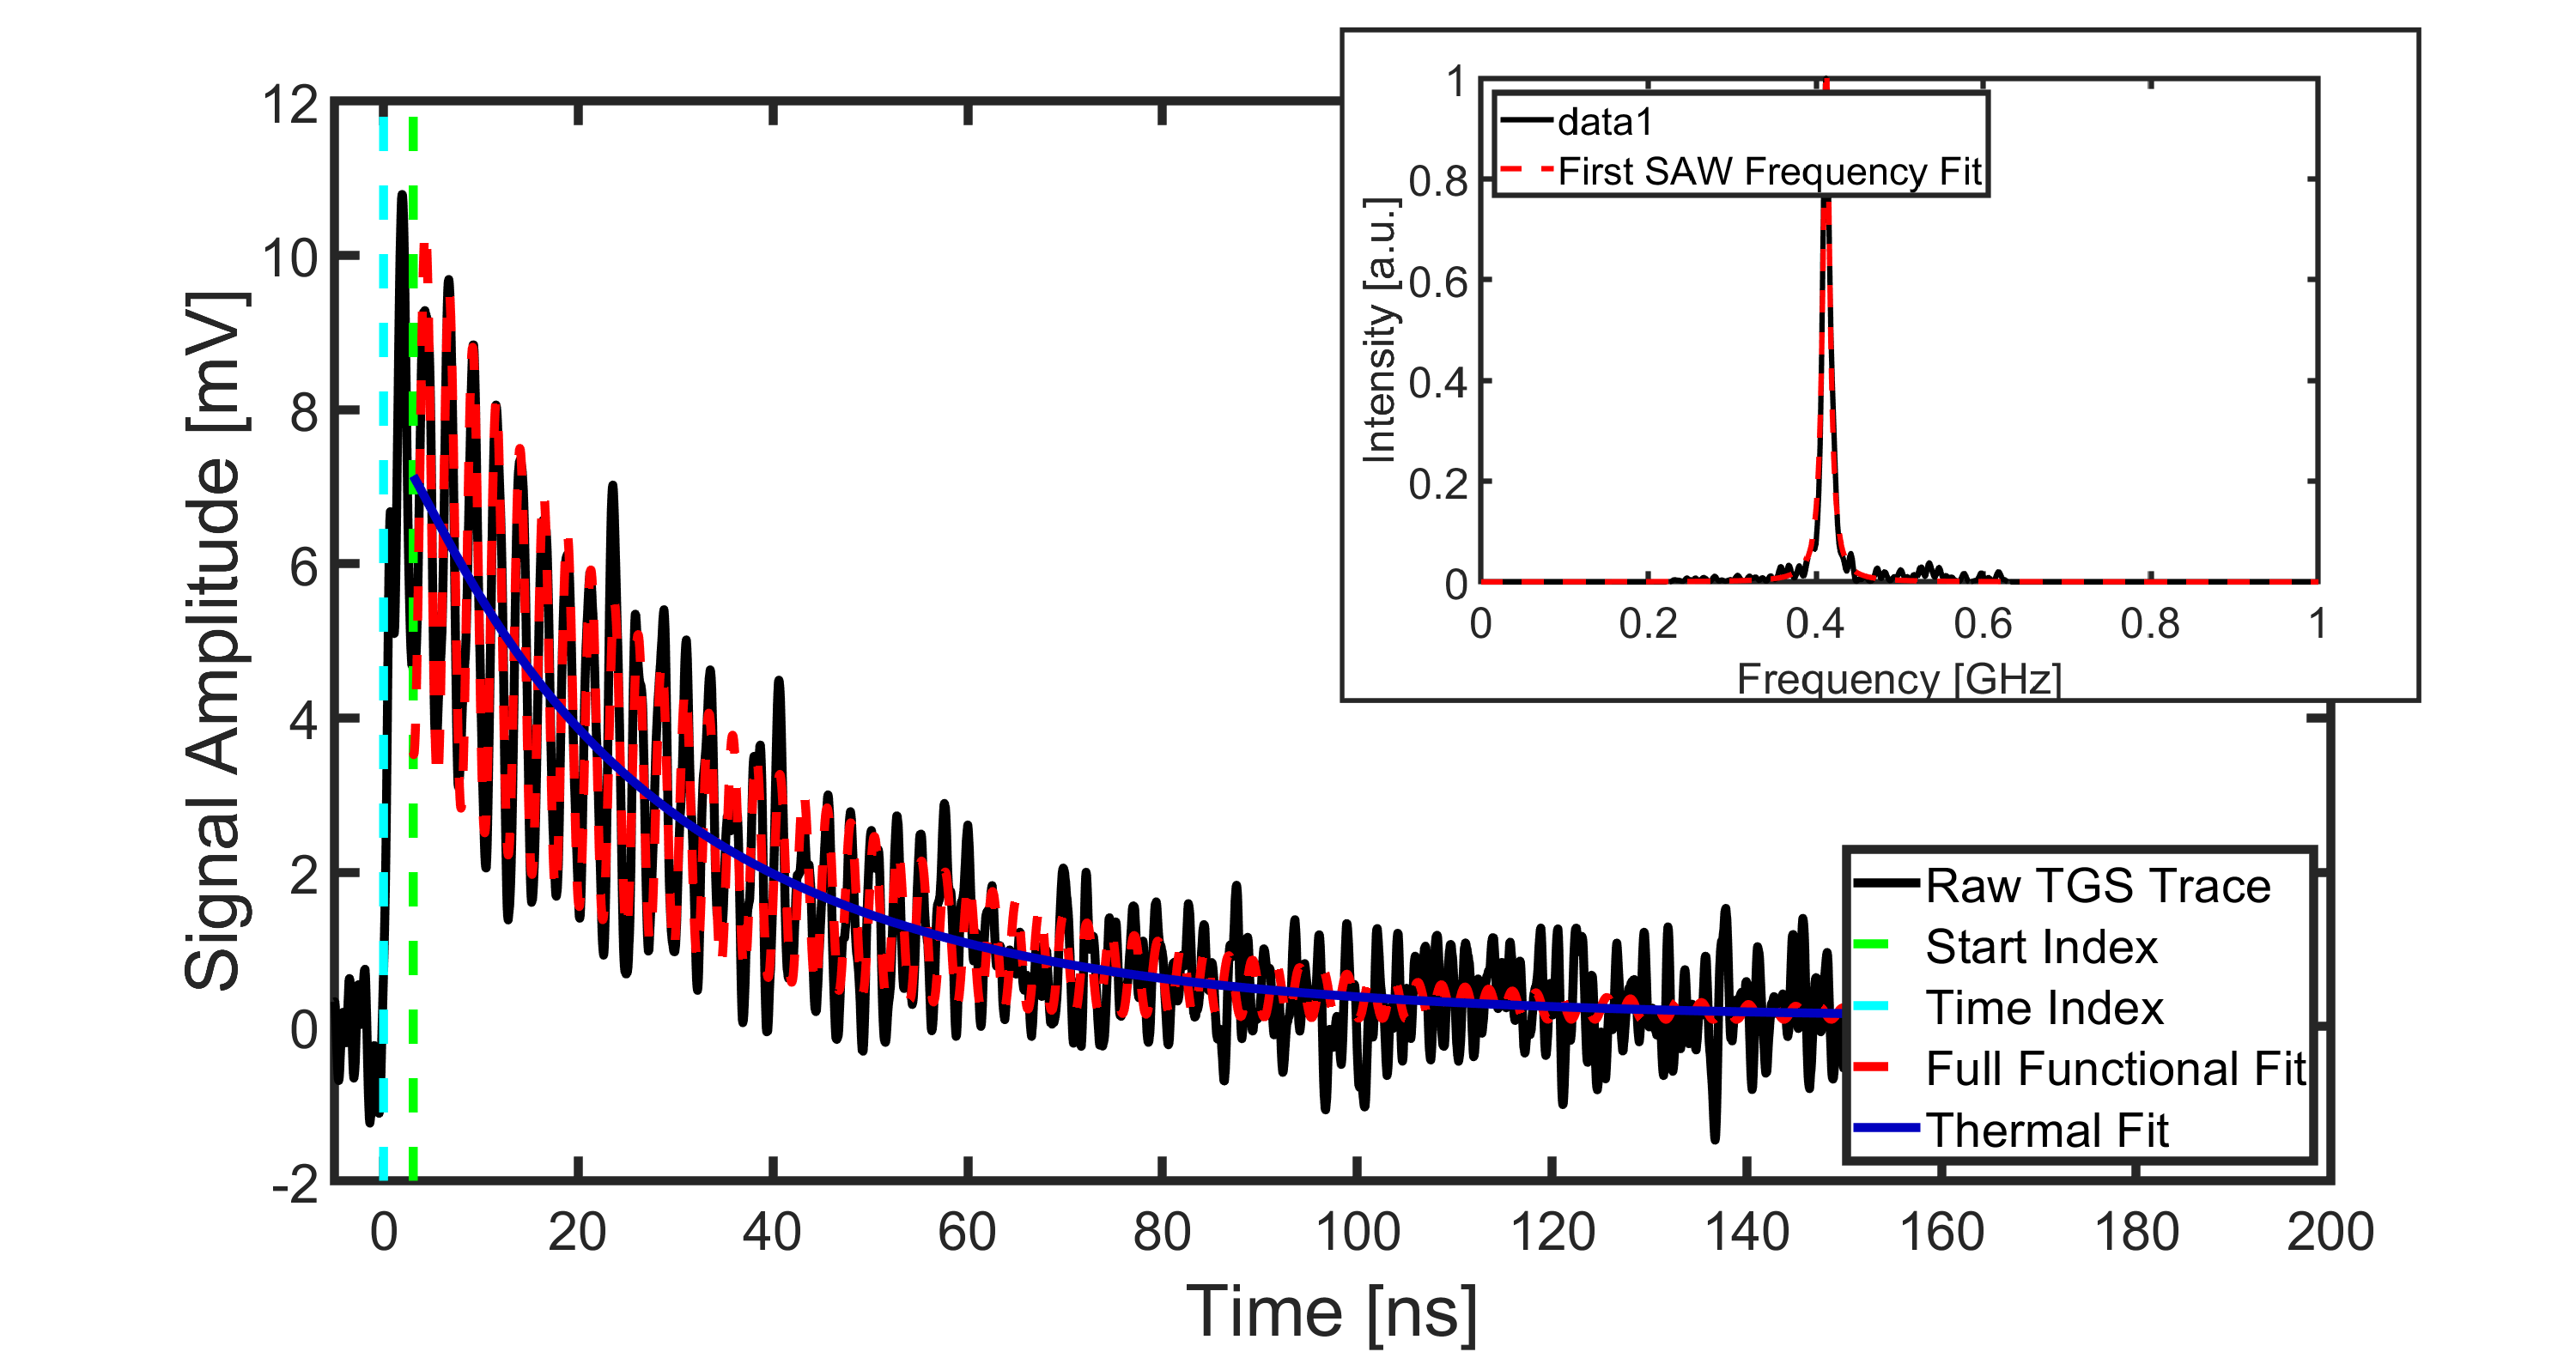 12
10
8
6
4
2
0
-2
Signal Amplitude [mV]
0 20 40 60 80 100 120 140 160 180 200
Time [ns]
1
0.8
0.6
0.4
0.2
0
Intensity [a.u.]
data1
First SAW Frequency Fit
0 0.2 0.4 0.6 0.8 1
Frequency [GHz]
Raw TGS Trace
Start Index
Time Index
Full Functional Fit
Thermal Fit